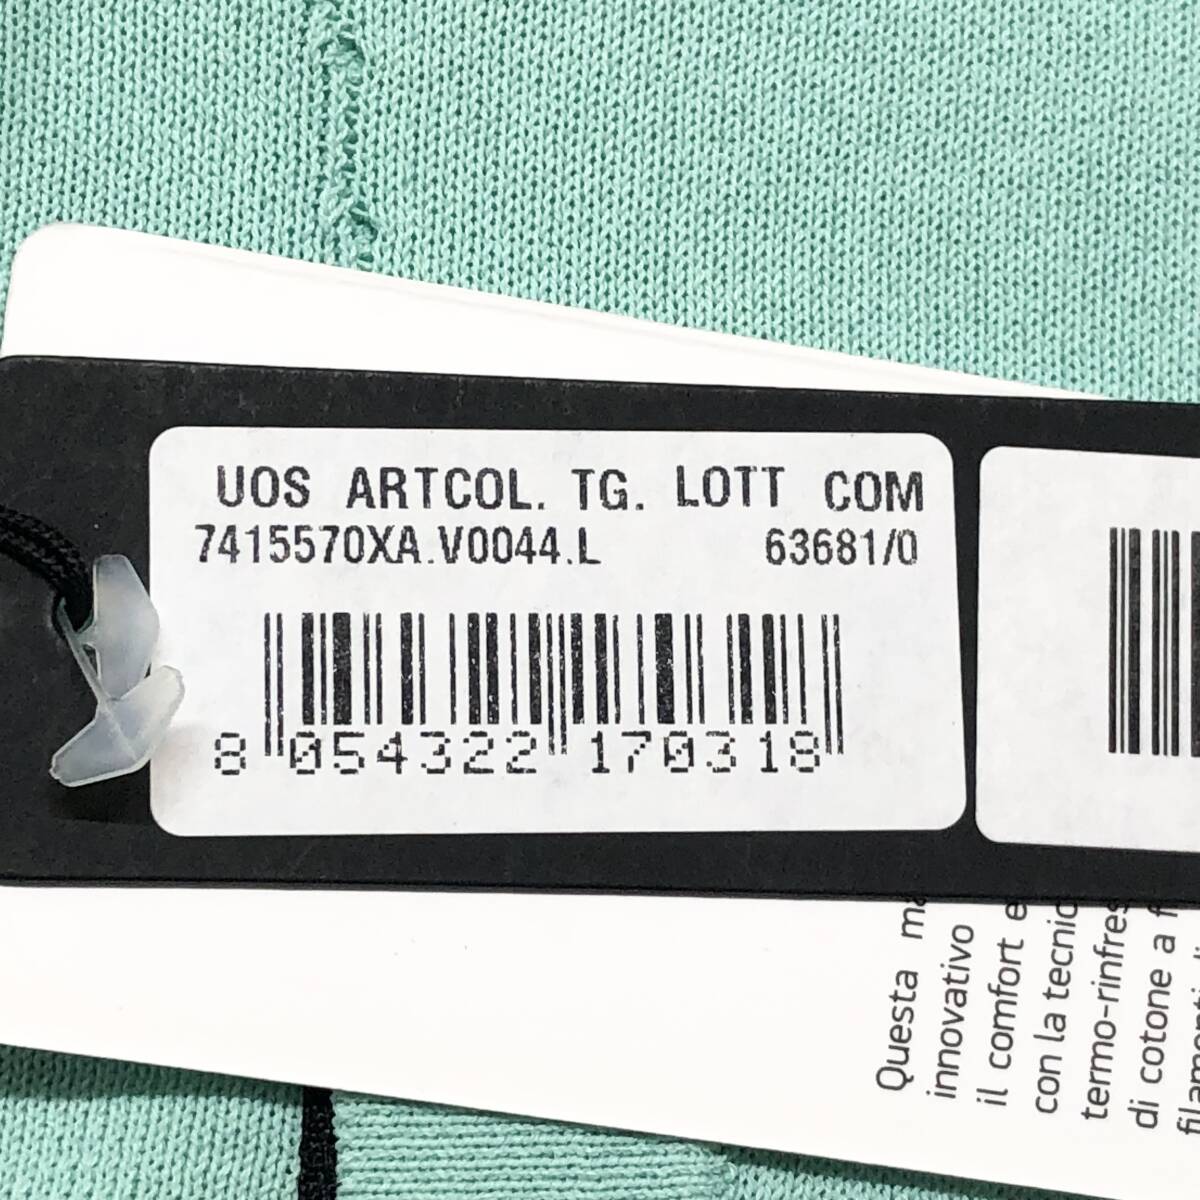 UOS ARTCOL. TG. LOTT COM
7415570XA.V0044.L 63681/0
8 054322 170318
Questa
innovativo
il comfort e
con la tecnic
termo-rinfres
di cotone a f